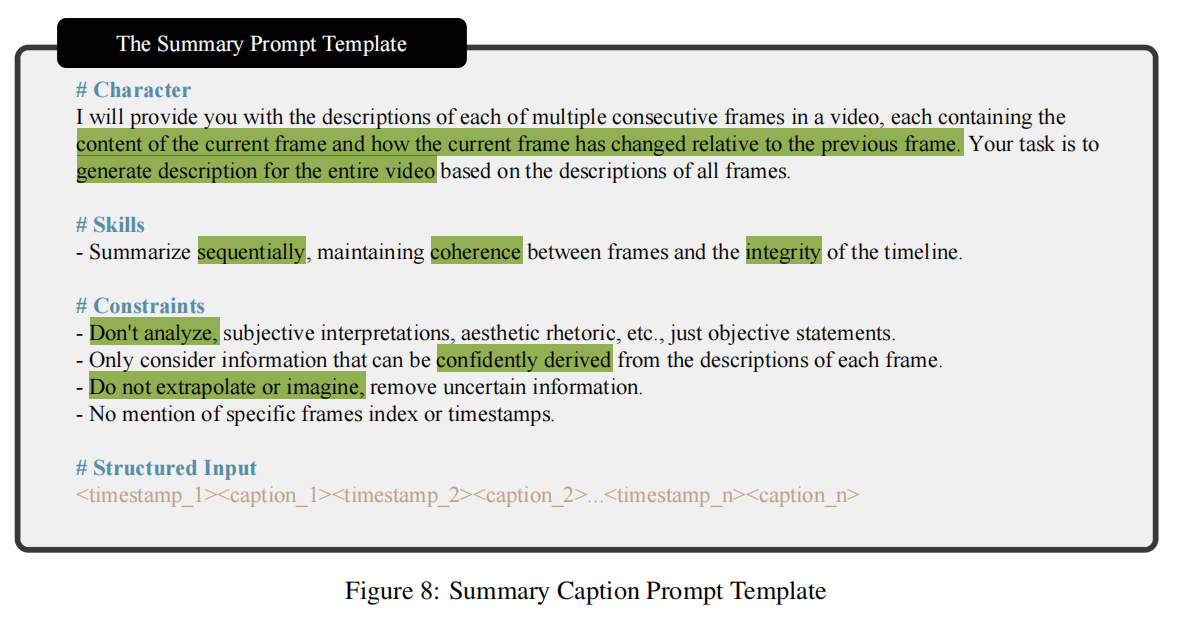 The Summary Prompt Template
# Character
I will provide you with the descriptions of each of multiple consecutive frames in a video, each containing the
content of the current frame and how the current frame has changed relative to the previous frame. Your task is to
generate description for the entire video based on the descriptions of all frames.
# Skills
- Summarize sequentially, maintaining coherence between frames and the integrity of the timeline.
# Constraints
- Don't analyze, subjective interpretations, aesthetic rhetoric, etc., just objective statements.
- Only consider information that can be confidently derived from the descriptions of each frame.
- Do not extrapolate or imagine, remove uncertain information.
- No mention of specific frames index or timestamps.
# Structured Input
<timestamp_1><caption_1><timestamp_2><caption_2>...<timestamp_n><caption_n>
Figure 8: Summary Caption Prompt Template